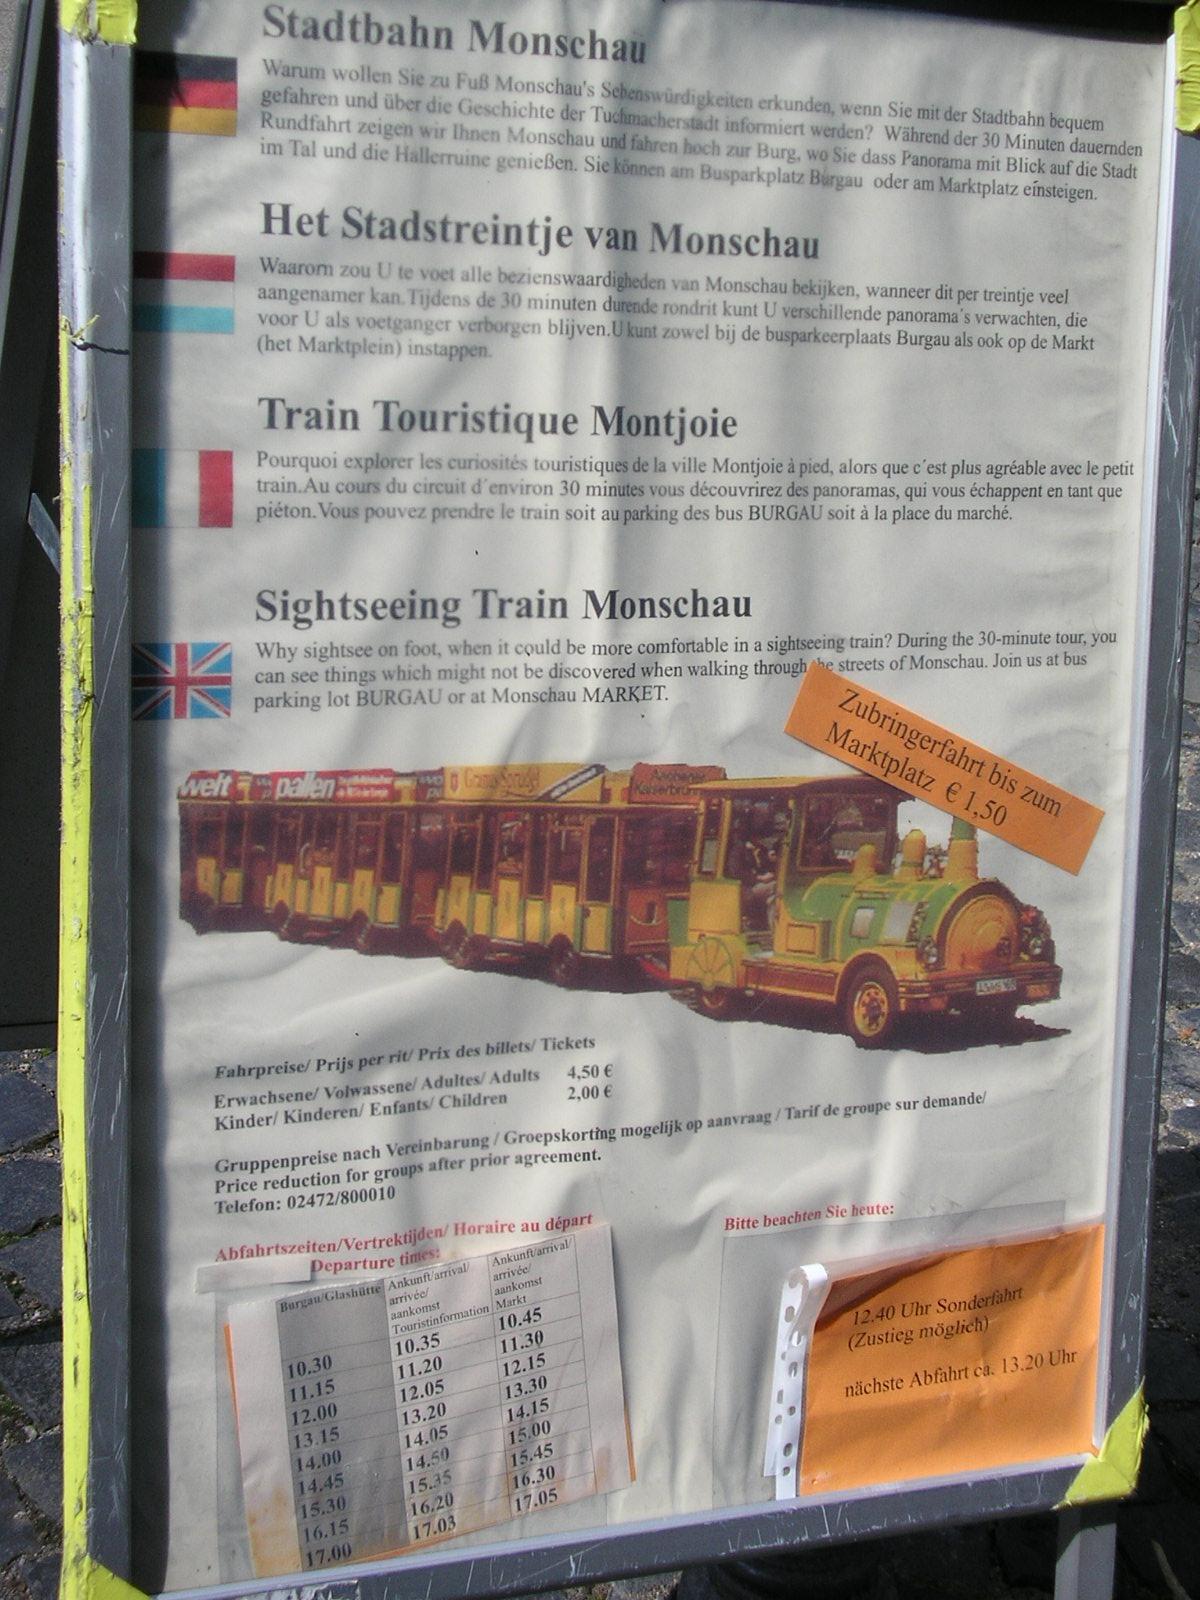 Stadtbahn Monschau
Warum wollen Sie zu Fuß Monschau's Sehenswürdigkeiten erkunden, wenn Sie mit der Stadtbahn bequem
gefahren und über die Geschichte der Tuchmacherstadt informiert werden? Während der 30 Minuten dauernden
Rundfahrt zeigen wir Ihnen Monschau und fahren hoch zur Burg, wo Sie dass Panorama mit Blick auf die Stadt
im Tal und die Hallerruine genießen. Sie können am Busparkplatz Burgau oder am Marktplatz einsteigen.
Het Stadstreintje van Monschau
Waarom zou U te voet alle bezienswaardigheden van Monschau bekijken, wanneer dit per treintje veel
aangenamer kan.Tijdens de 30 minuten durende rondrit kunt U verschillende panorama's verwachten, die
voor U als voetganger verborgen blijven.U kunt zowel bij de busparkeerplaats Burgau als ook op de Markt
(het Marktplein) instappen.
Train Touristique Montjoie
Pourquoi explorer les curiosités touristiques de la ville Montjoie à pied, alors que c´est plus agréable avec le petit
train.Au cours du circuit d´environ 30 minutes vous découvrirez des panoramas, qui vous échappent en tant que
piéton.Vous pouvez prendre le train soit au parking des bus BURGAU soit à la place du marché.
Sightseeing Train Monschau
Why sightsee on foot, when it could be more comfortable in a sightseeing train? During the 30-minute tour, you
can see things which might not be discovered when walking through the streets of Monschau. Join us at bus
parking lot BURGAU or at Monschau MARKET.
Zubringerfahrt bis zum
Marktplatz € 1,50
welt pallen
Fahrpreise/ Prijs per rit/ Prix des billets/ Tickets
Erwachsene/ Volwassene/ Adultes/ Adults 4,50 €
Kinder/ Kinderen/ Enfants/ Children 2,00 €
Gruppenpreise nach Vereinbarung / Groepskorting mogelijk op aanvraag / Tarif de groupe sur demande/
Price reduction for groups after prior agreement.
Telefon: 02472/800010
Abfahrtszeiten/Vertrektijden/ Horaire au départ
Departure times:
Burgau/Glashütte Ankunft/arrival/ arrivée/ aankomst Touristinformation Ankunft/arrival/ arrivée/ aankomst Markt
10.30 10.35 10.45
11.15 11.20 11.30
12.00 12.05 12.15
13.15 13.20 13.30
14.00 14.05 14.15
14.45 14.50 15.00
15.30 15.35 15.45
16.15 16.20 16.30
17.00 17.03 17.05
Bitte beachten Sie heute:
12.40 Uhr Sonderfahrt
(Zustieg möglich)
nächste Abfahrt ca. 13.20 Uhr